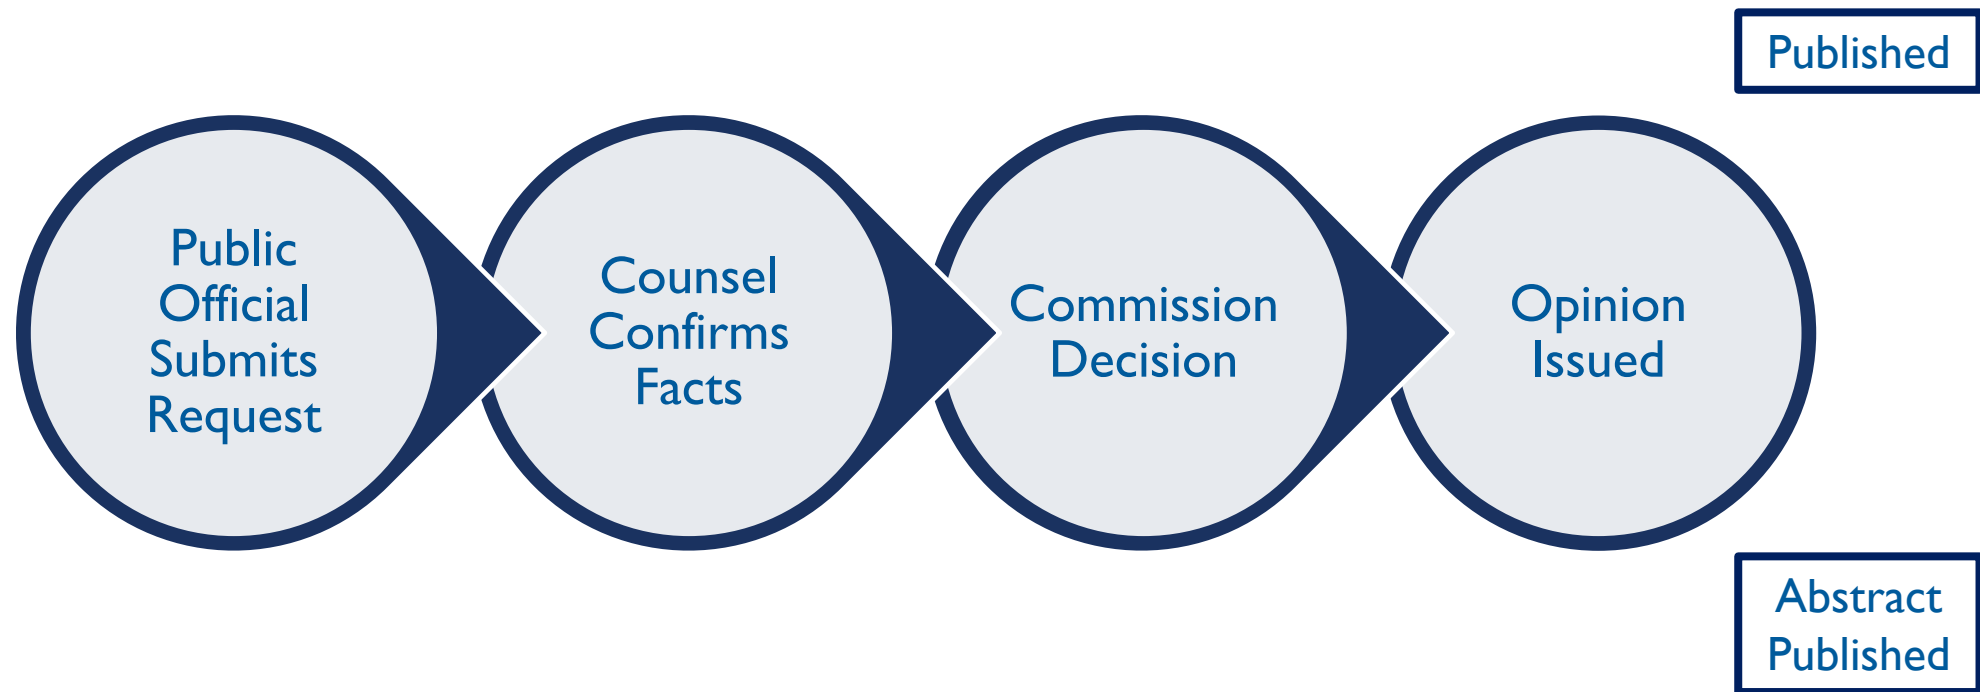 Public
Official
Submits
Request
Counsel
Confirms
Facts
Commission
Decision
Opinion
Issued
Published
Abstract
Published